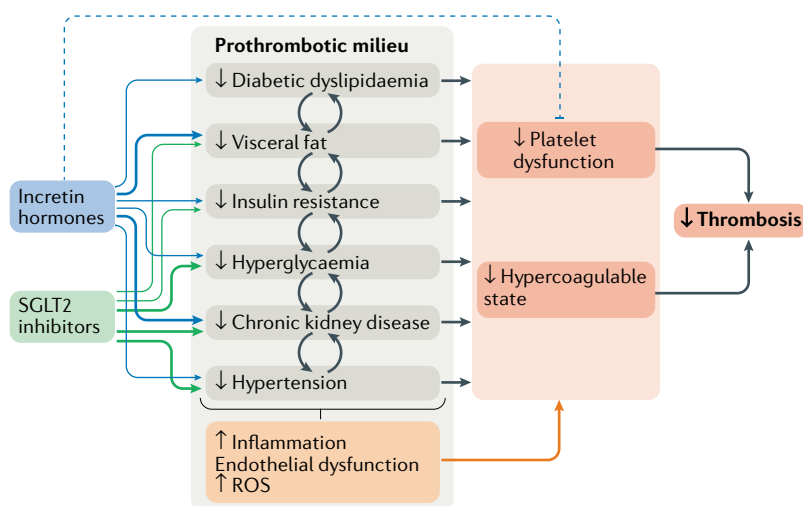 Prothrombotic milieu
↓ Diabetic dyslipidaemia
↓ Visceral fat
↓ Insulin resistance
↓ Hyperglycaemia
↓ Chronic kidney disease
↓ Hypertension
↑ Inflammation
Endothelial dysfunction
↑ ROS
Incretin
hormones
SGLT2
inhibitors
↓ Platelet
dysfunction
↓ Hypercoagulable
state
↓ Thrombosis